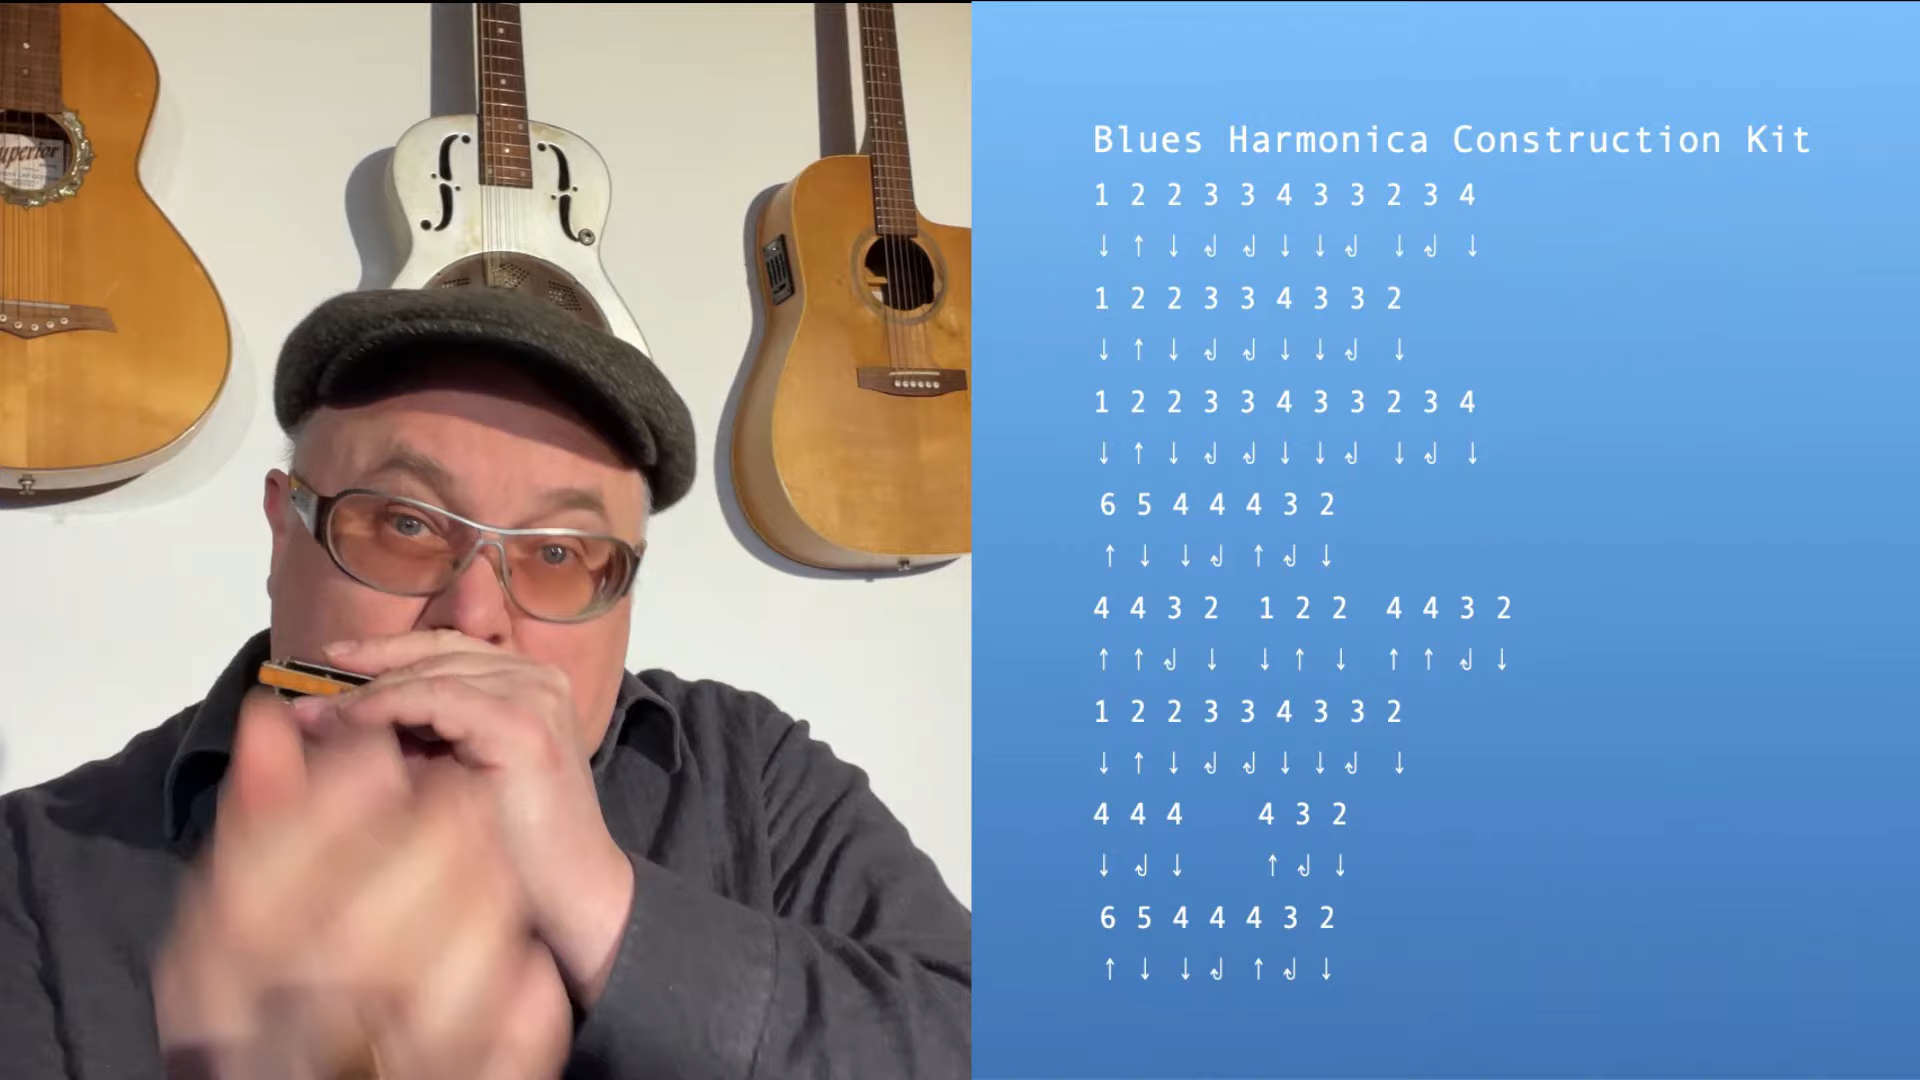 uperior
Blues Harmonica Construction Kit
1 2 2 3 3 4 3 3 2 3 4
↓ ↑ ↓ ↲ ↲ ↓ ↓ ↲ ↓ ↲ ↓
1 2 2 3 3 4 3 3 2
↓ ↑ ↓ ↲ ↲ ↓ ↓ ↲ ↓
1 2 2 3 3 4 3 3 2 3 4
↓ ↑ ↓ ↲ ↲ ↓ ↓ ↲ ↓ ↲ ↓
6 5 4 4 4 3 2
↑ ↓ ↓ ↲ ↑ ↲ ↓
4 4 3 2 1 2 2 4 4 3 2
↑ ↑ ↲ ↓ ↓ ↑ ↓ ↑ ↑ ↲ ↓
1 2 2 3 3 4 3 3 2
↓ ↑ ↓ ↲ ↲ ↓ ↓ ↲ ↓
4 4 4 4 3 2
↓ ↲ ↓ ↑ ↲ ↓
6 5 4 4 4 3 2
↑ ↓ ↓ ↲ ↑ ↲ ↓